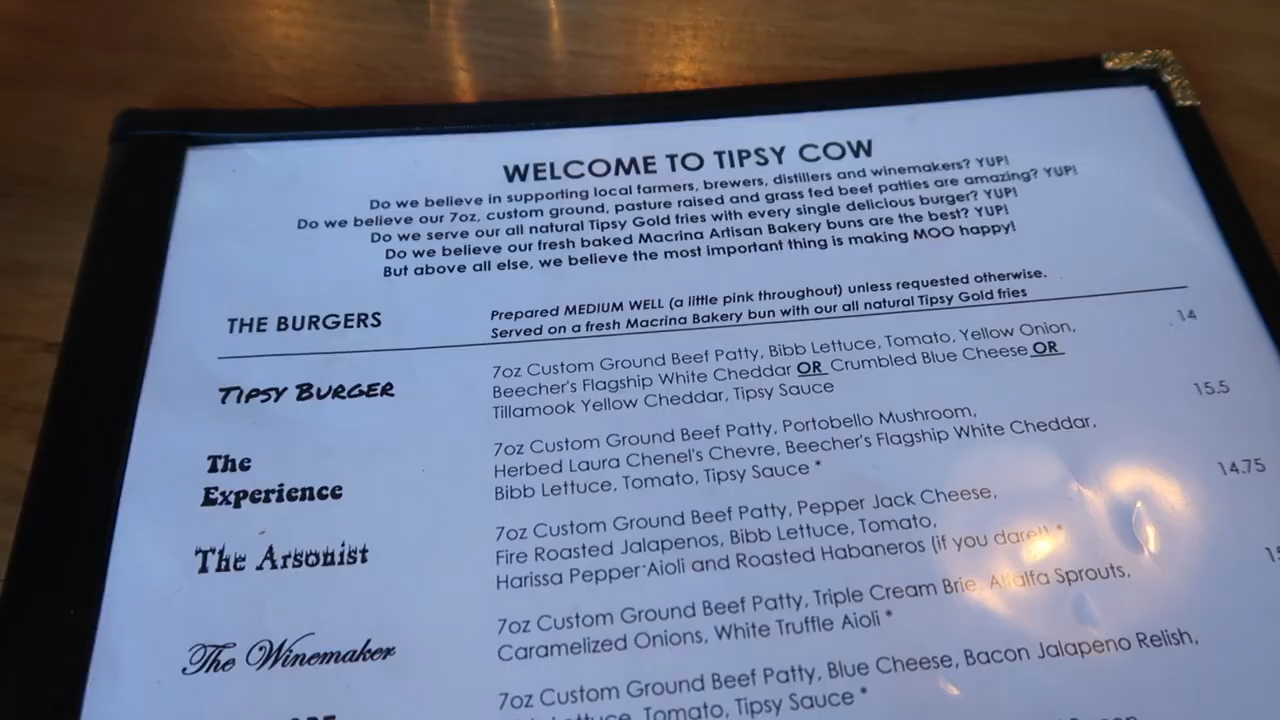 WELCOME TO TIPSY COW
Do we believe in supporting local farmers, brewers, distillers and winemakers? YUP!
Do we believe our 7oz, custom ground, pasture raised and grass fed beef patties are amazing? YUP!
Do we serve our all natural Tipsy Gold fries with every single delicious burger? YUP!
Do we believe our fresh baked Macrina Artisan Bakery buns are the best? YUP!
But above all else, we believe the most important thing is making MOO happy!
THE BURGERS
Prepared MEDIUM WELL (a little pink throughout) unless requested otherwise.
Served on a fresh Macrina Bakery bun with our all natural Tipsy Gold fries
TIPSY BURGER
7oz Custom Ground Beef Patty, Bibb Lettuce, Tomato, Yellow Onion, 14
Beecher's Flagship White Cheddar OR Crumbled Blue Cheese OR
Tillamook Yellow Cheddar, Tipsy Sauce
The
Experience
7oz Custom Ground Beef Patty, Portobello Mushroom, 15.5
Herbed Laura Chenel's Chevre, Beecher's Flagship White Cheddar,
Bibb Lettuce, Tomato, Tipsy Sauce *
The Arsonist
7oz Custom Ground Beef Patty, Pepper Jack Cheese, 14.75
Fire Roasted Jalapenos, Bibb Lettuce, Tomato,
Harissa Pepper Aioli and Roasted Habaneros (if you dare!) *
The Winemaker
7oz Custom Ground Beef Patty, Triple Cream Brie, Alfalfa Sprouts,
Caramelized Onions, White Truffle Aioli *
7oz Custom Ground Beef Patty, Blue Cheese, Bacon Jalapeno Relish,
Tomato, Tipsy Sauce *